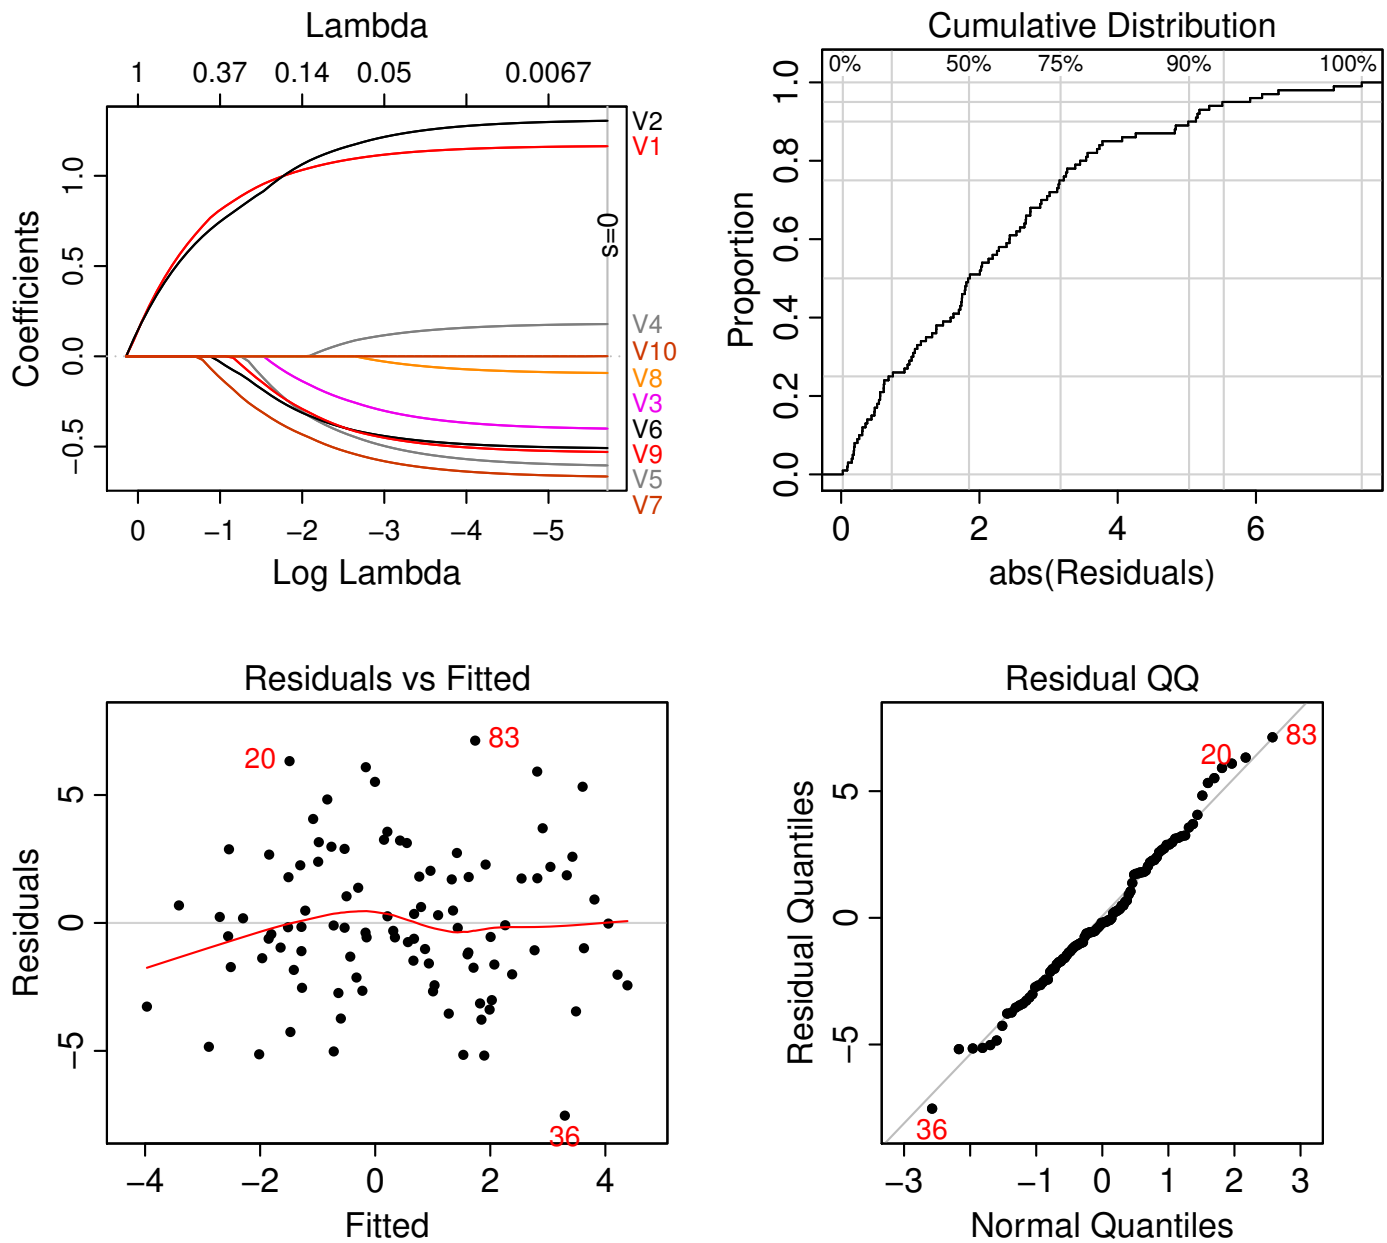 Lambda
1 0.37 0.14 0.05 0.0067
Coefficients
1.0
0.5
0.0
−0.5
s=0
V2
V1
V4
V10
V8
V3
V6
V9
V5
V7
0 −1 −2 −3 −4 −5
Log Lambda
Cumulative Distribution
0% 50% 75% 90% 100%
Proportion
1.0
0.8
0.6
0.4
0.2
0.0
0 2 4 6
abs(Residuals)
Residuals vs Fitted
Residuals
5
0
−5
83
20
36
−4 −2 0 2 4
Fitted
Residual QQ
Residual Quantiles
5
0
−5
83
20
36
−3 −1 0 1 2 3
Normal Quantiles